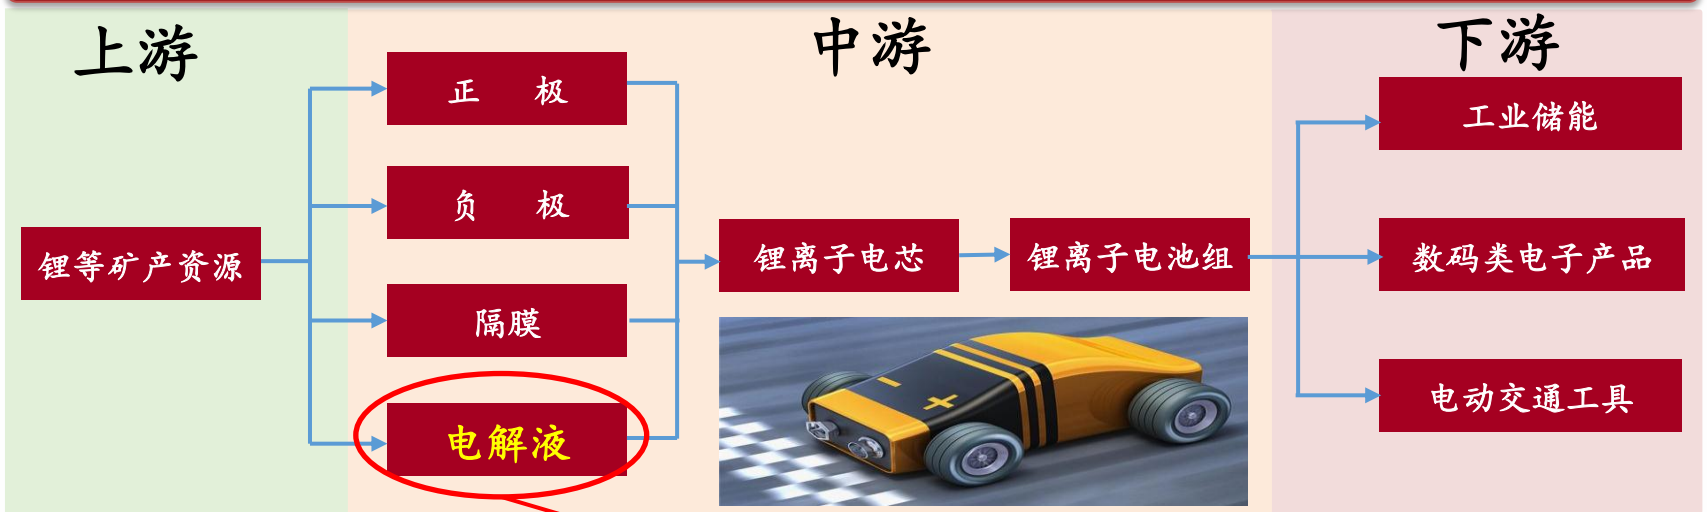 上游
中游
下游
锂等矿产资源
正 极
负 极
隔膜
电解液
锂离子电芯
锂离子电池组
工业储能
数码类电子产品
电动交通工具